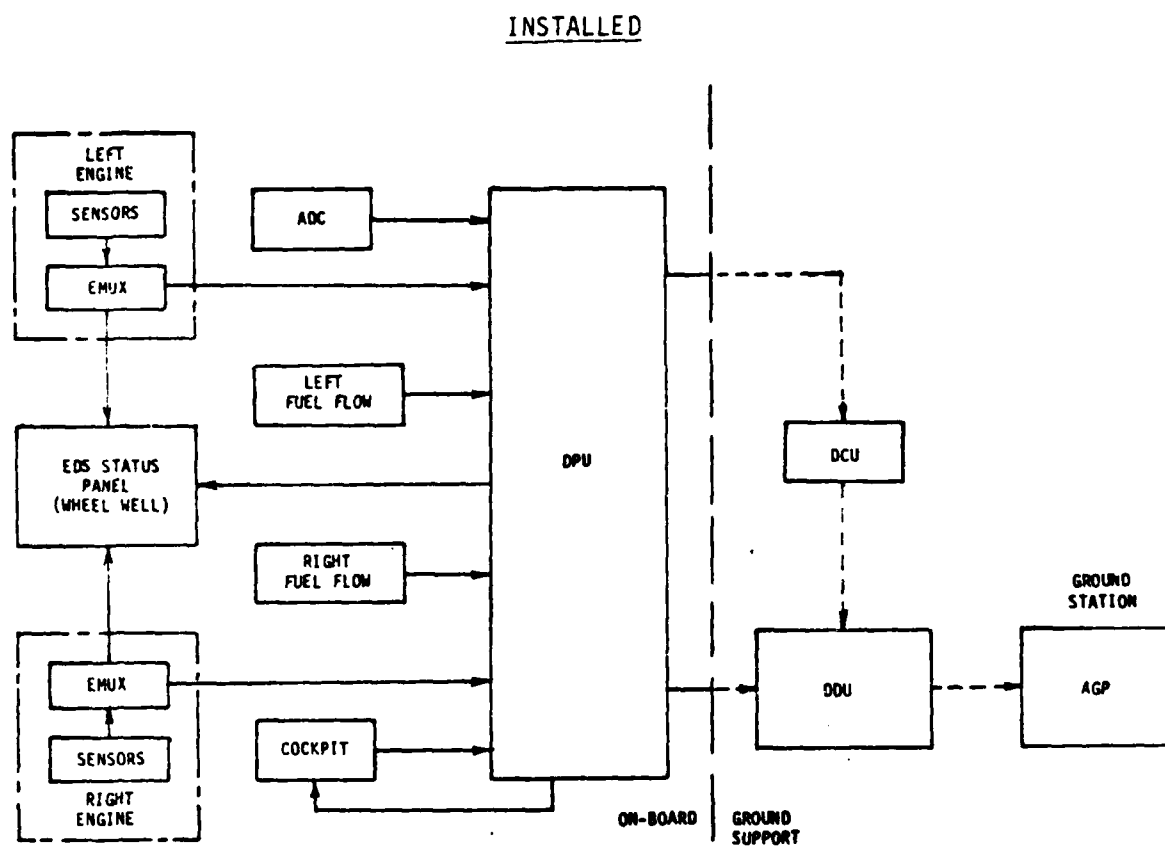 INSTALLED
LEFT
ENGINE
SENSORS
EMUX
ADC
LEFT
FUEL FLOW
EDS STATUS
PANEL
(WHEEL WELL)
DPU
RIGHT
FUEL FLOW
EMUX
SENSORS
RIGHT
ENGINE
COCKPIT
ON-BOARD
GROUND
SUPPORT
DCU
DDU
GROUND
STATION
AGP